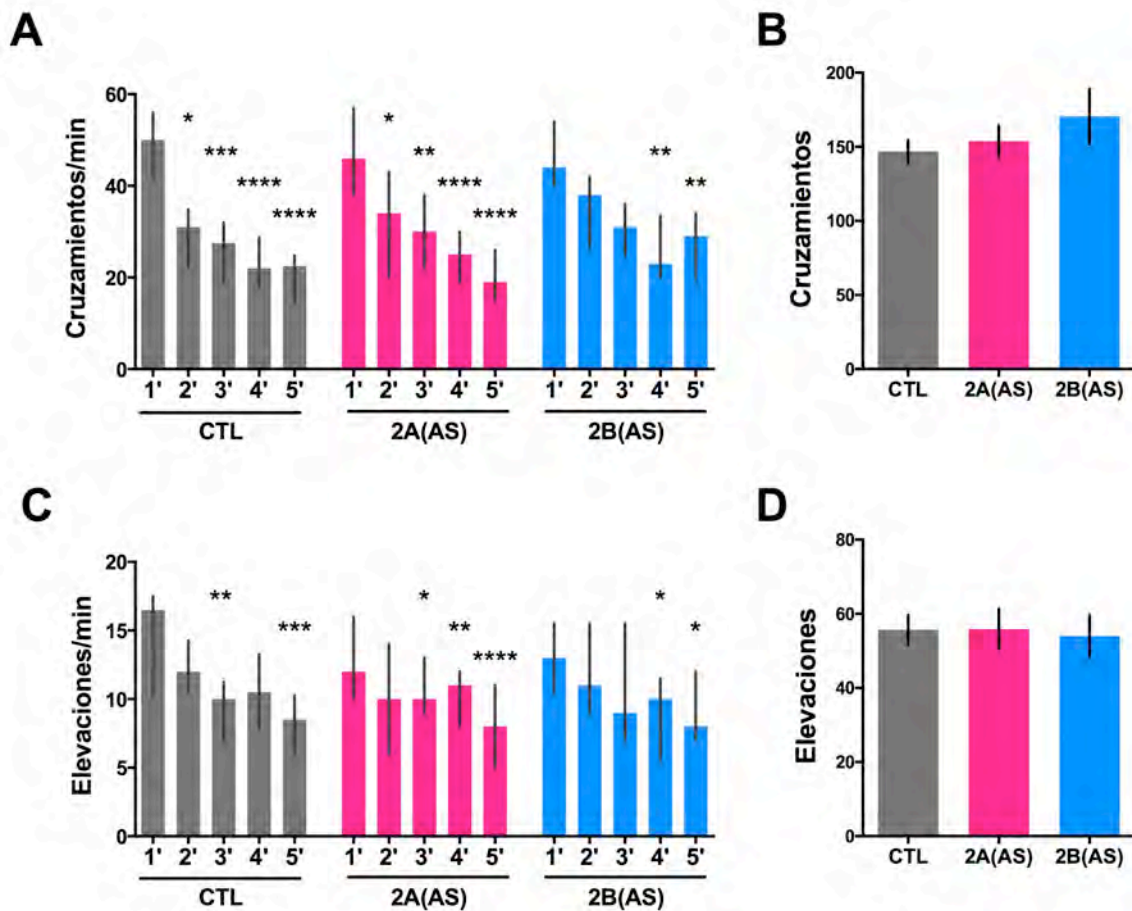 A
B
Cruzamientos/min
60
40
20
0
* *** **** ****
* ** **** ****
** **
1' 2' 3' 4' 5' 1' 2' 3' 4' 5' 1' 2' 3' 4' 5'
CTL 2A(AS) 2B(AS)
Cruzamientos
200
150
100
50
0
CTL 2A(AS) 2B(AS)
C
D
Elevaciones/min
20
15
10
5
0
** ***
* ** ****
* *
1' 2' 3' 4' 5' 1' 2' 3' 4' 5' 1' 2' 3' 4' 5'
CTL 2A(AS) 2B(AS)
Elevaciones
80
60
40
20
0
CTL 2A(AS) 2B(AS)